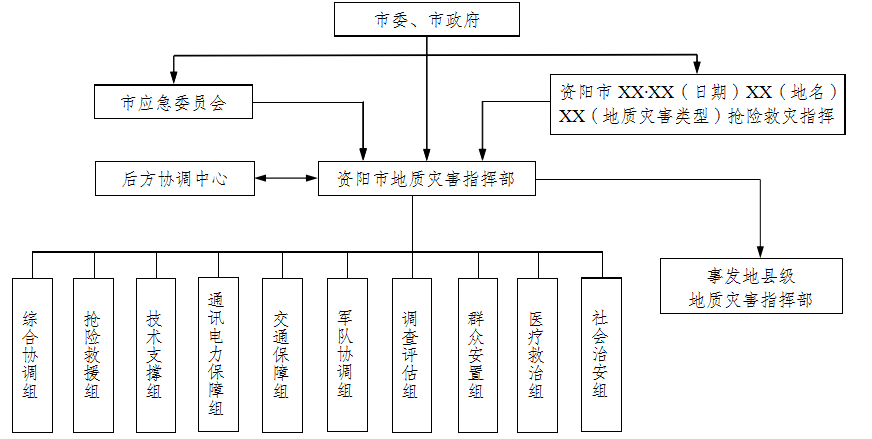 市委、市政府
市应急委员会
资阳市 XX·XX（日期）XX（地名）
XX（地质灾害类型）抢险救灾指挥
后方协调中心
资阳市地质灾害指挥部
事发地县级
地质灾害指挥部
综合协调组
抢险救援组
技术支撑组
通讯电力保障组
交通保障组
军队协调组
调查评估组
群众安置组
医疗救治组
社会治安组